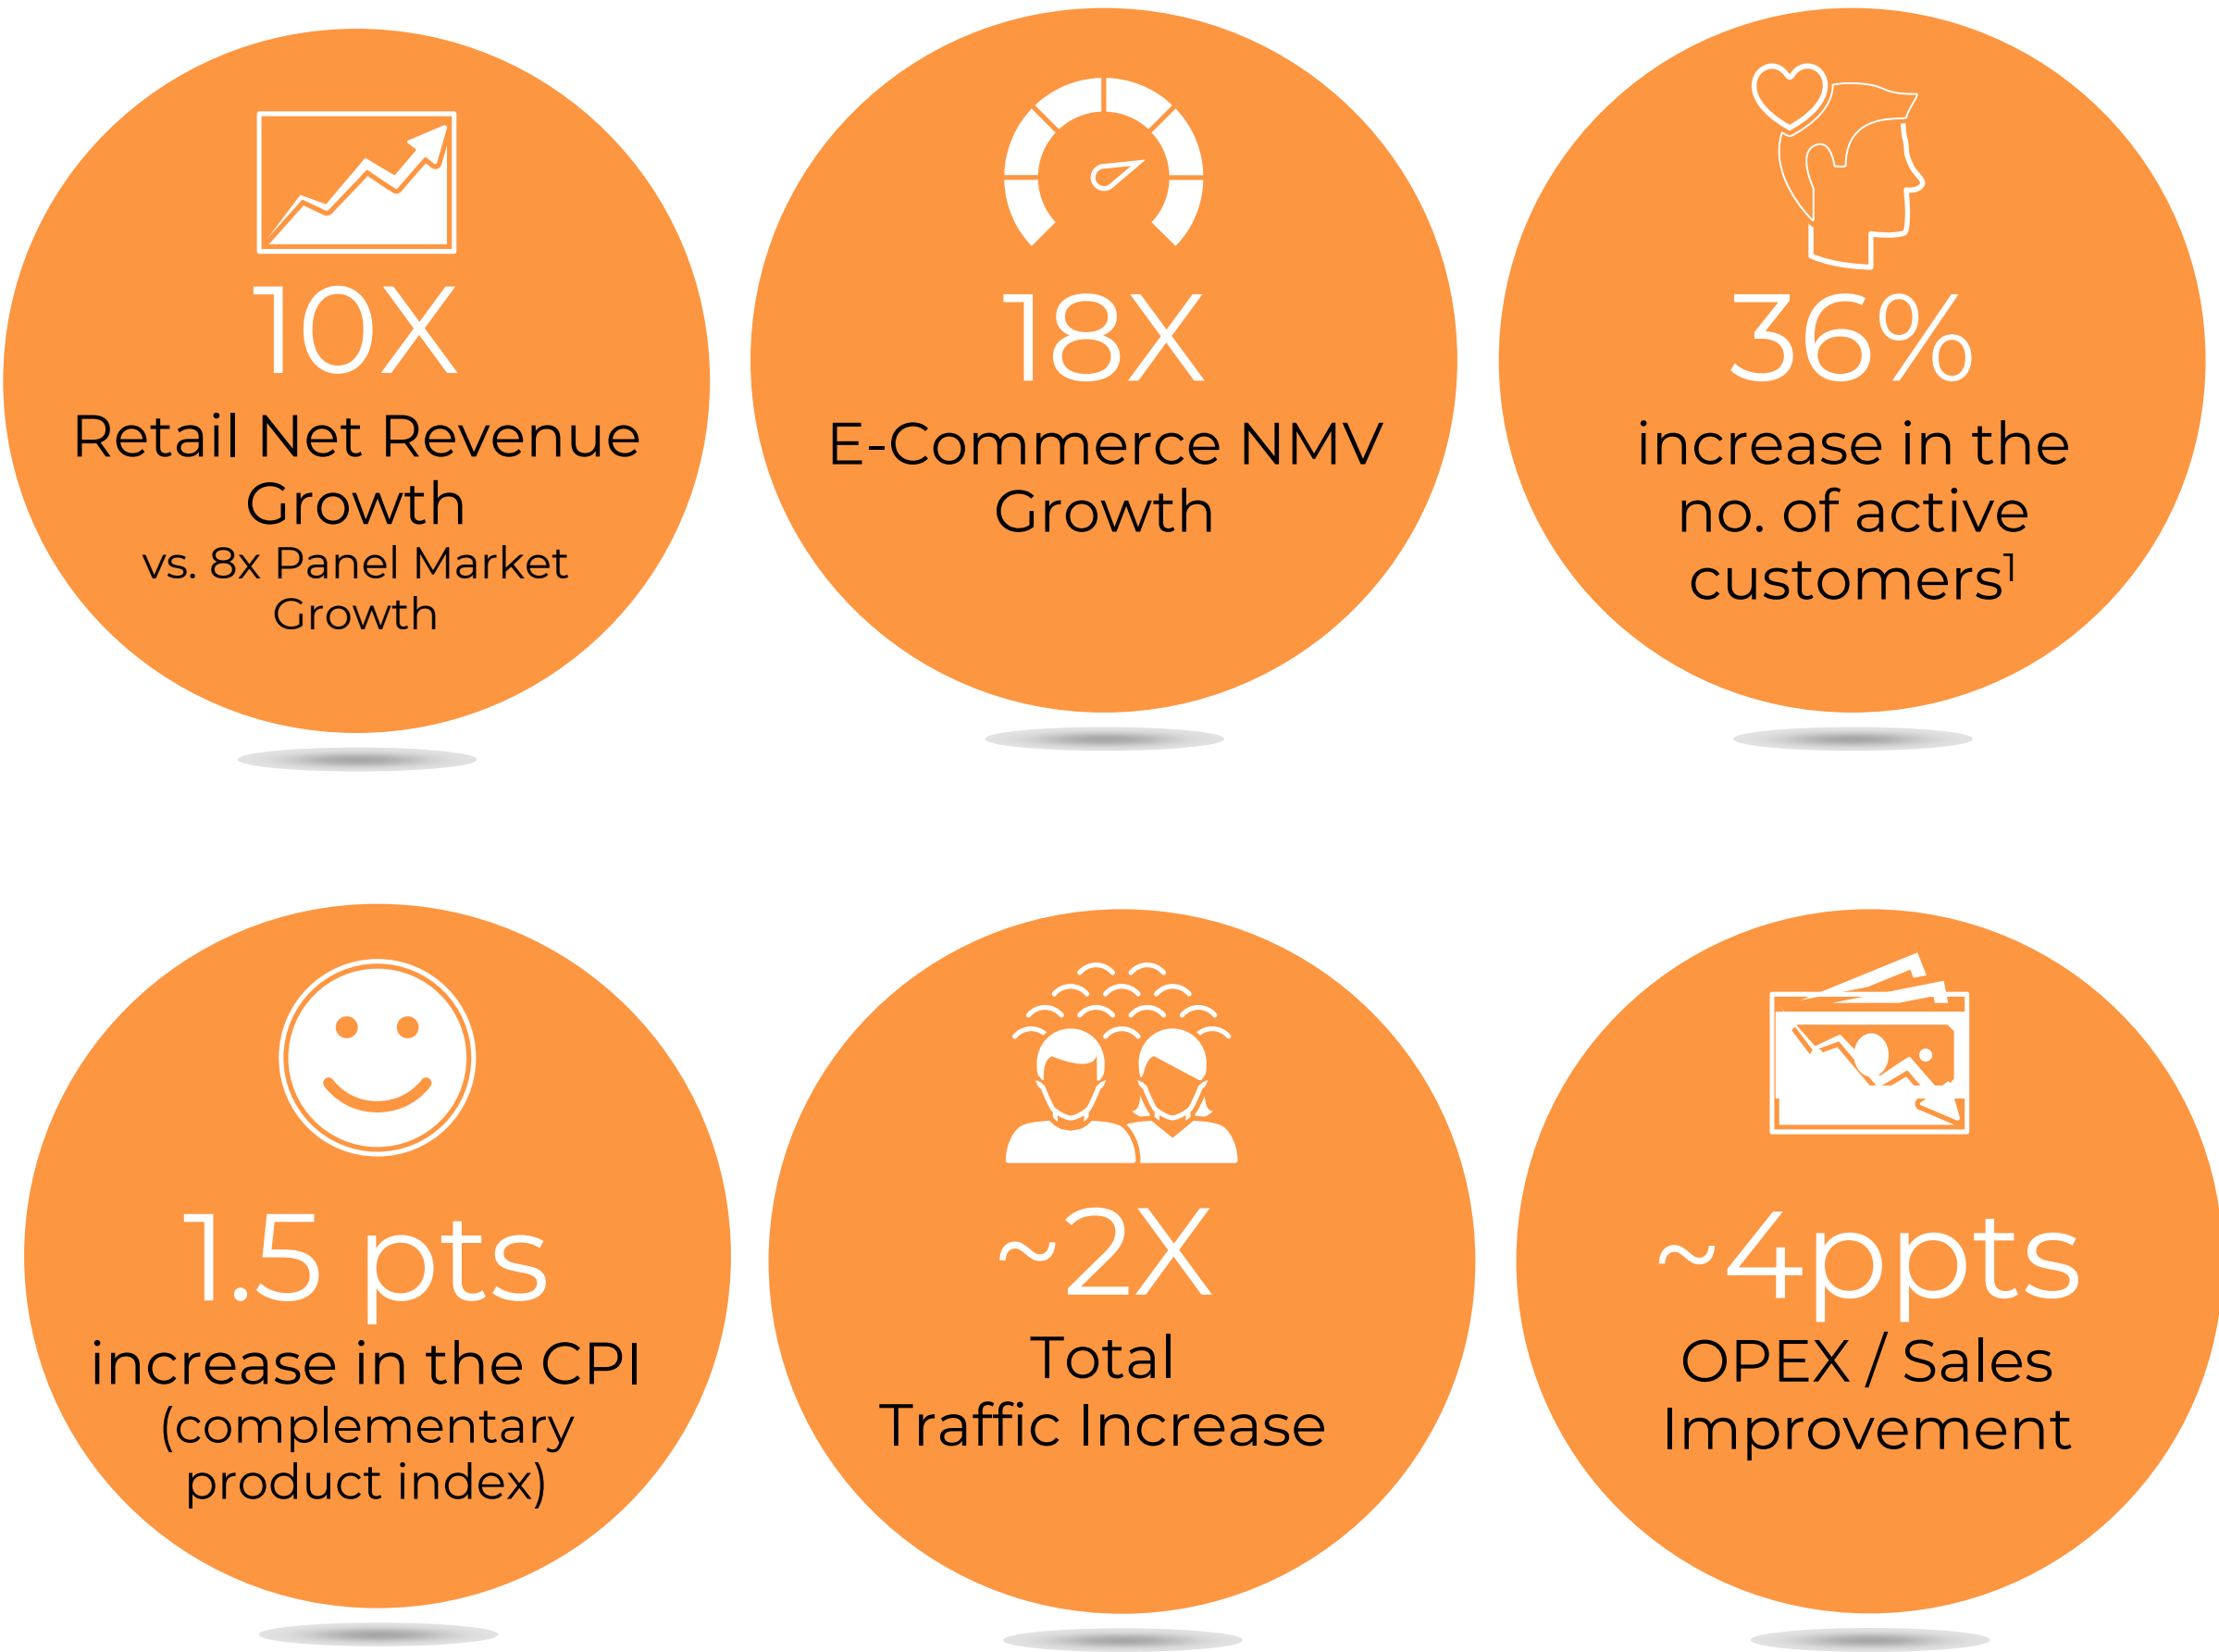 10X
Retail Net Revenue
Growth
vs. 8x Panel Market
Growth
18X
E-Commerce NMV
Growth
36%
increase in the
no. of active
customers¹
1.5 pts
increase in the CPI
(complementary
product index)
~2X
Total
Traffic Increase
~4ppts
OPEX / Sales
Improvement